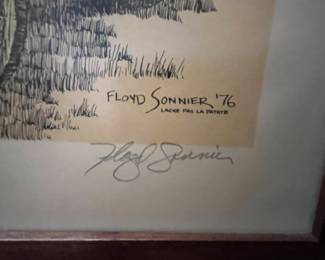 FLOYD SONNIER '76
LACHE PAS LA PATATE
Floyd Sonnier